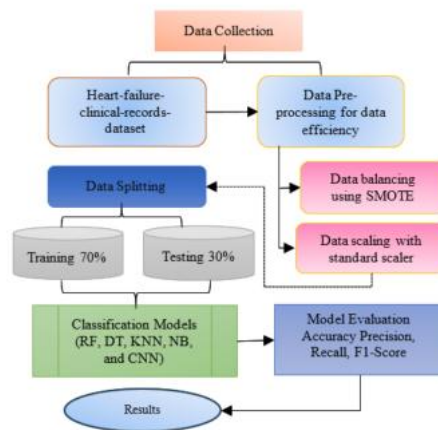 Data Collection
Heart-failure-
clinical-records-
dataset
Data Pre-
processing for data
efficiency
Data Splitting
Data balancing
using SMOTE
Training 70%
Testing 30%
Data scaling with
standard scaler
Classification Models
(RF, DT, KNN, NB,
and CNN)
Model Evaluation
Accuracy Precision,
Recall, F1-Score
Results